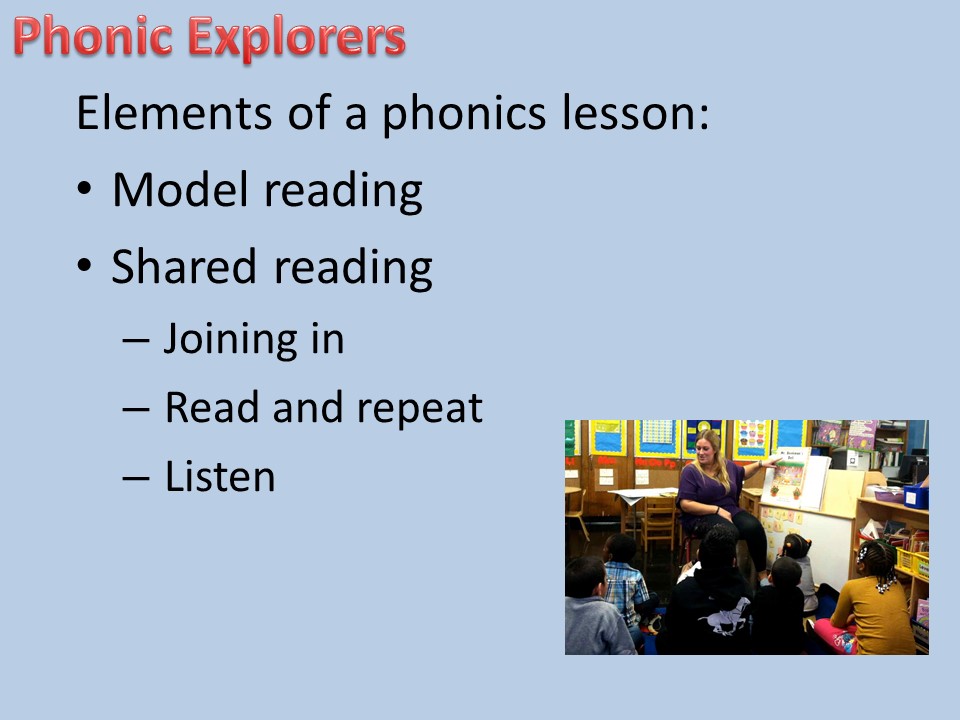 Phonic Explorers
Elements of a phonics lesson:
• Model reading
• Shared reading
– Joining in
– Read and repeat
– Listen